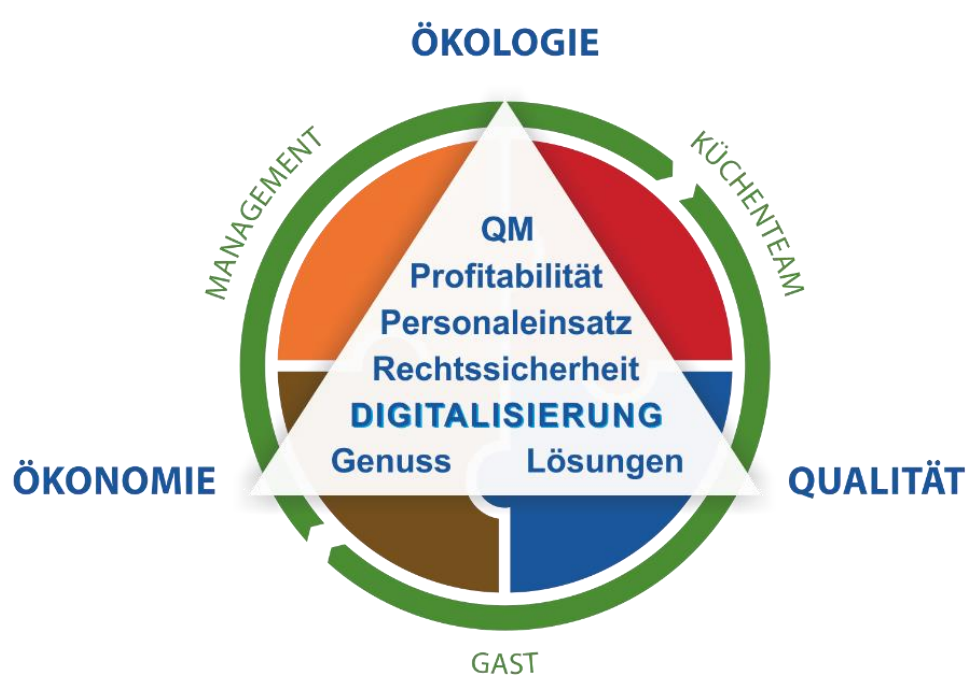 ÖKOLOGIE
MANAGEMENT
KÜCHENTEAM
QM
Profitabilität
Personaleinsatz
Rechtssicherheit
DIGITALISIERUNG
Genuss Lösungen
ÖKONOMIE
QUALITÄT
GAST